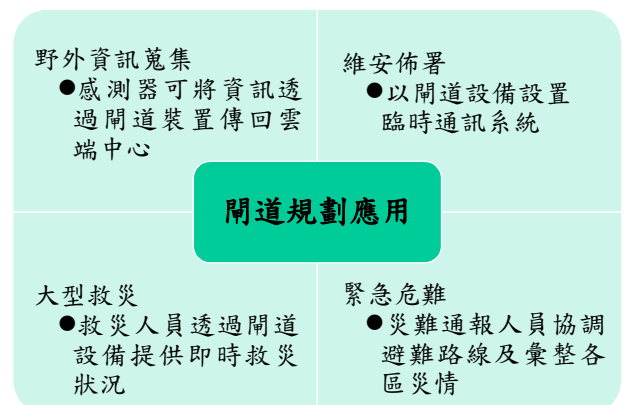 野外資訊蒐集
●感測器可將資訊透
過閘道裝置傳回雲
端中心
維安佈署
●以閘道設備設置
臨時通訊系統
閘道規劃應用
大型救災
●救災人員透過閘道
設備提供即時救災
狀況
緊急危難
●災難通報人員協調
避難路線及彙整各
區災情